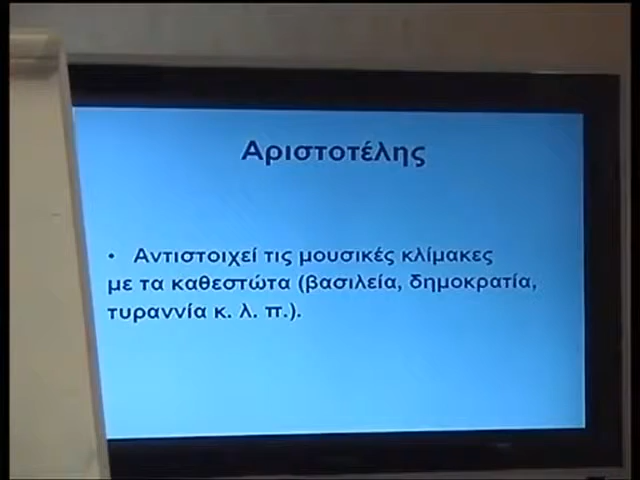 Αριστοτέλης
• Αντιστοιχεί τις μουσικές κλίμακες
με τα καθεστώτα (βασιλεία, δημοκρατία,
τυραννία κ. λ. π.).